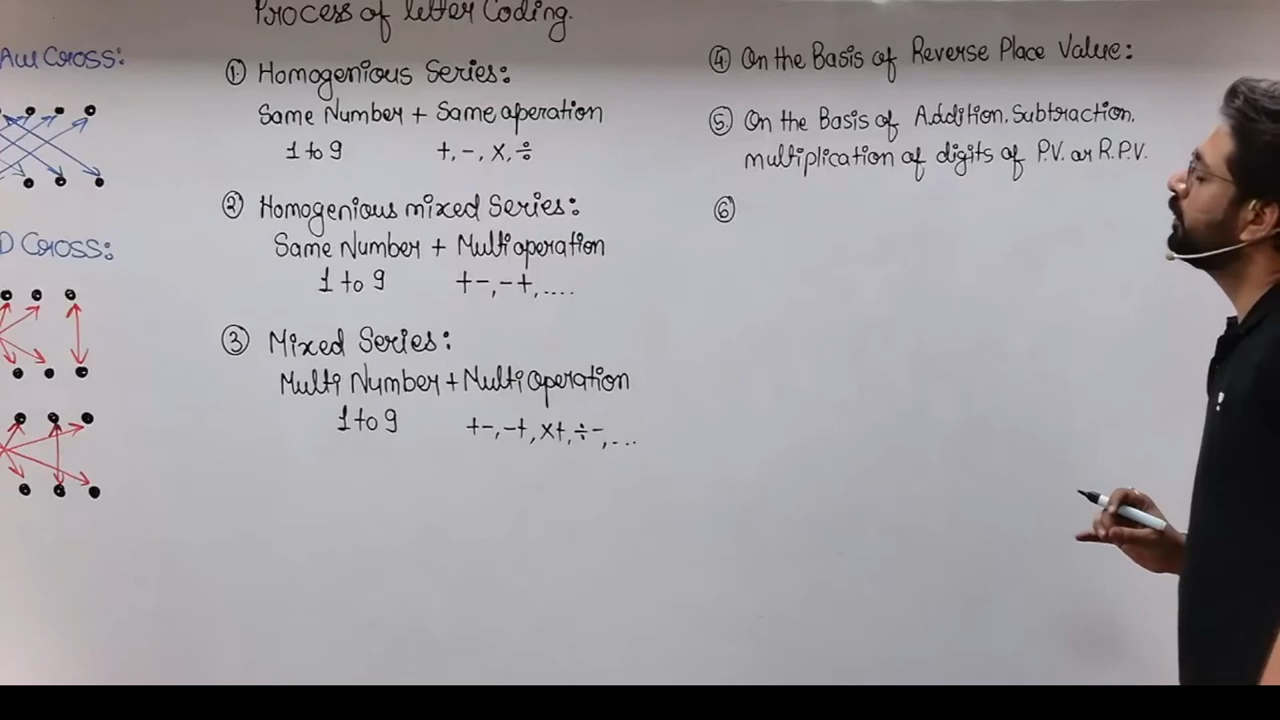 Process of letter Coding.
All Cross:
D Cross:
① Homogenious Series:
Same Number + Same aperation
1 to 9 +, -, x, ÷
② Homogenious mixed Series:
Same Number + Multi operation
1 to 9 +-, -+, ....
③ Mixed Series:
Multi Number + Multi Operation
1 to 9 +-, -+, x+, ÷-, ...
④ On the Basis of Reverse Place Value:
⑤ On the Basis of Addition, Subtraction,
multiplication of digits of P.V. or R.P.V.
⑥